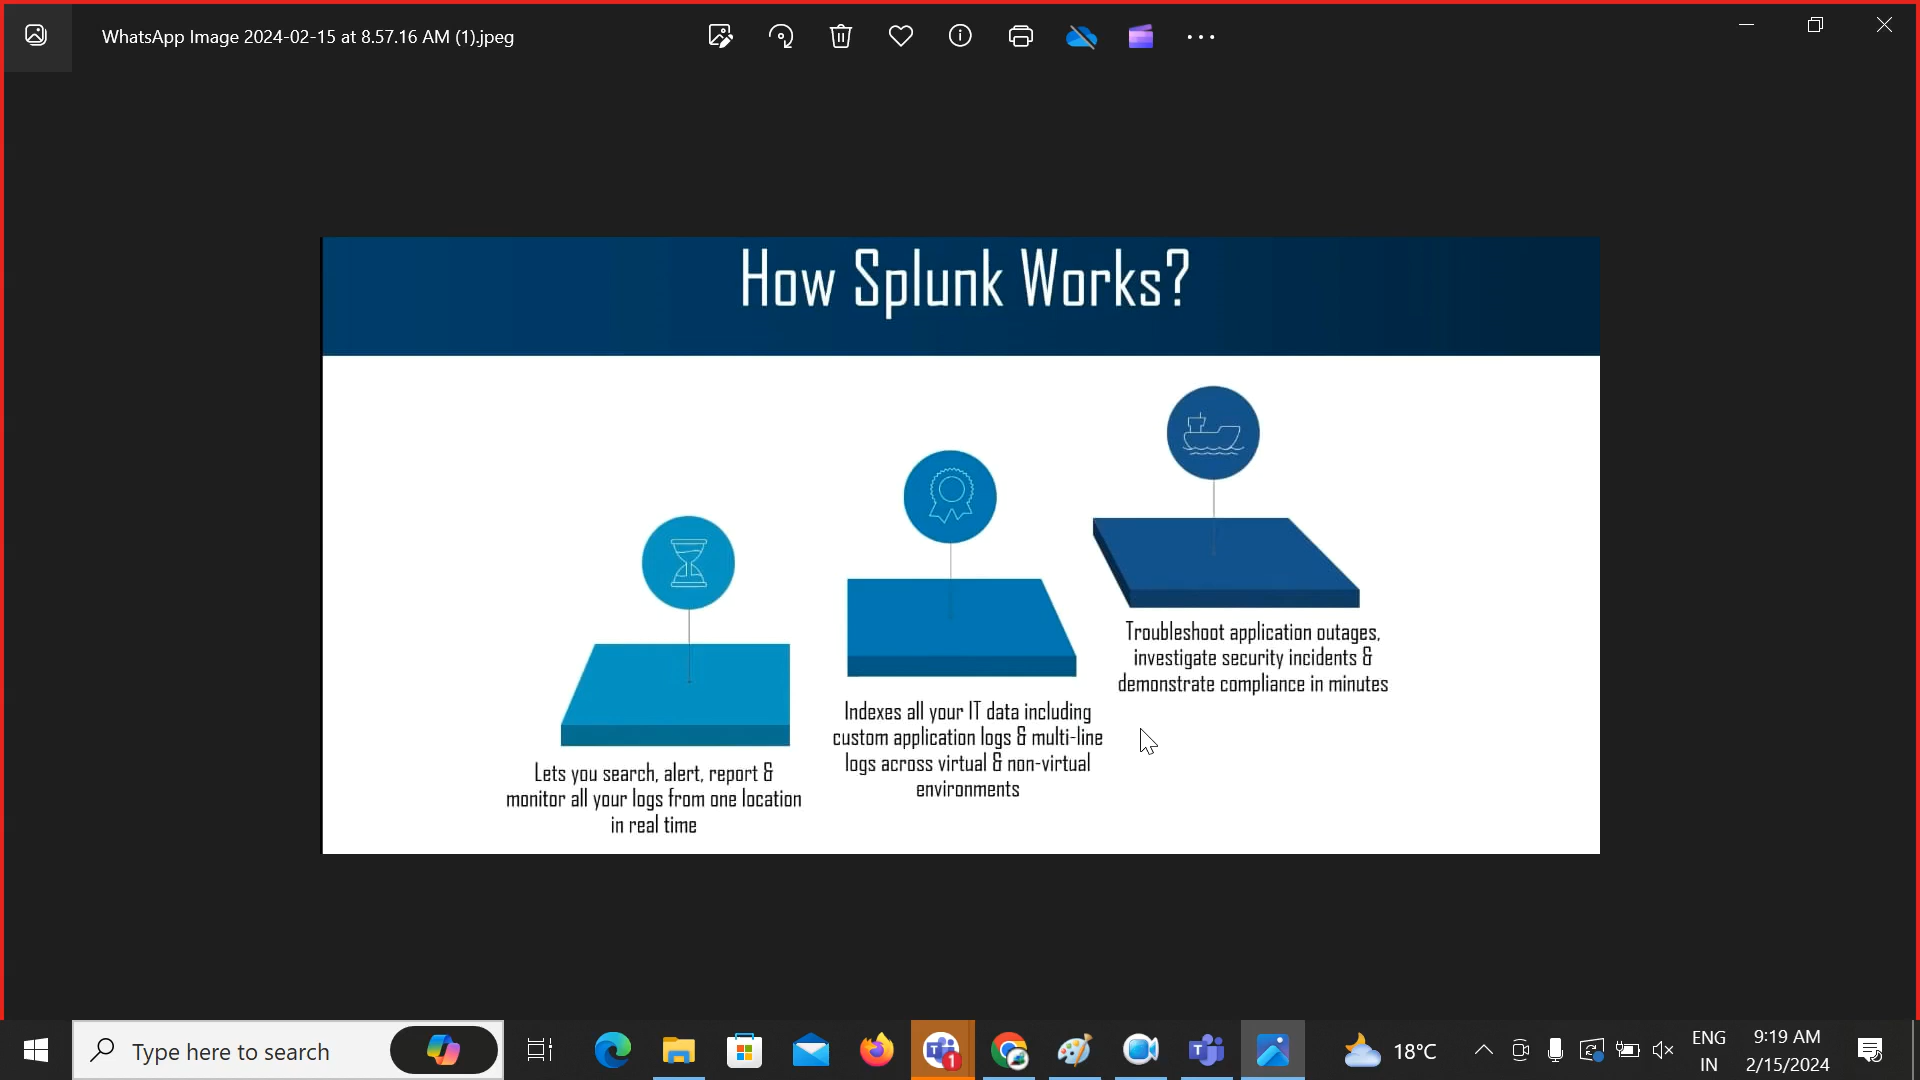 WhatsApp Image 2024-02-15 at 8.57.16 AM (1).jpeg
How Splunk Works?
Lets you search, alert, report &
monitor all your logs from one location
in real time
Indexes all your IT data including
custom application logs & multi-line
logs across virtual & non-virtual
environments
Troubleshoot application outages,
investigate security incidents &
demonstrate compliance in minutes
Type here to search
1
18°C
ENG
IN
9:19 AM
2/15/2024